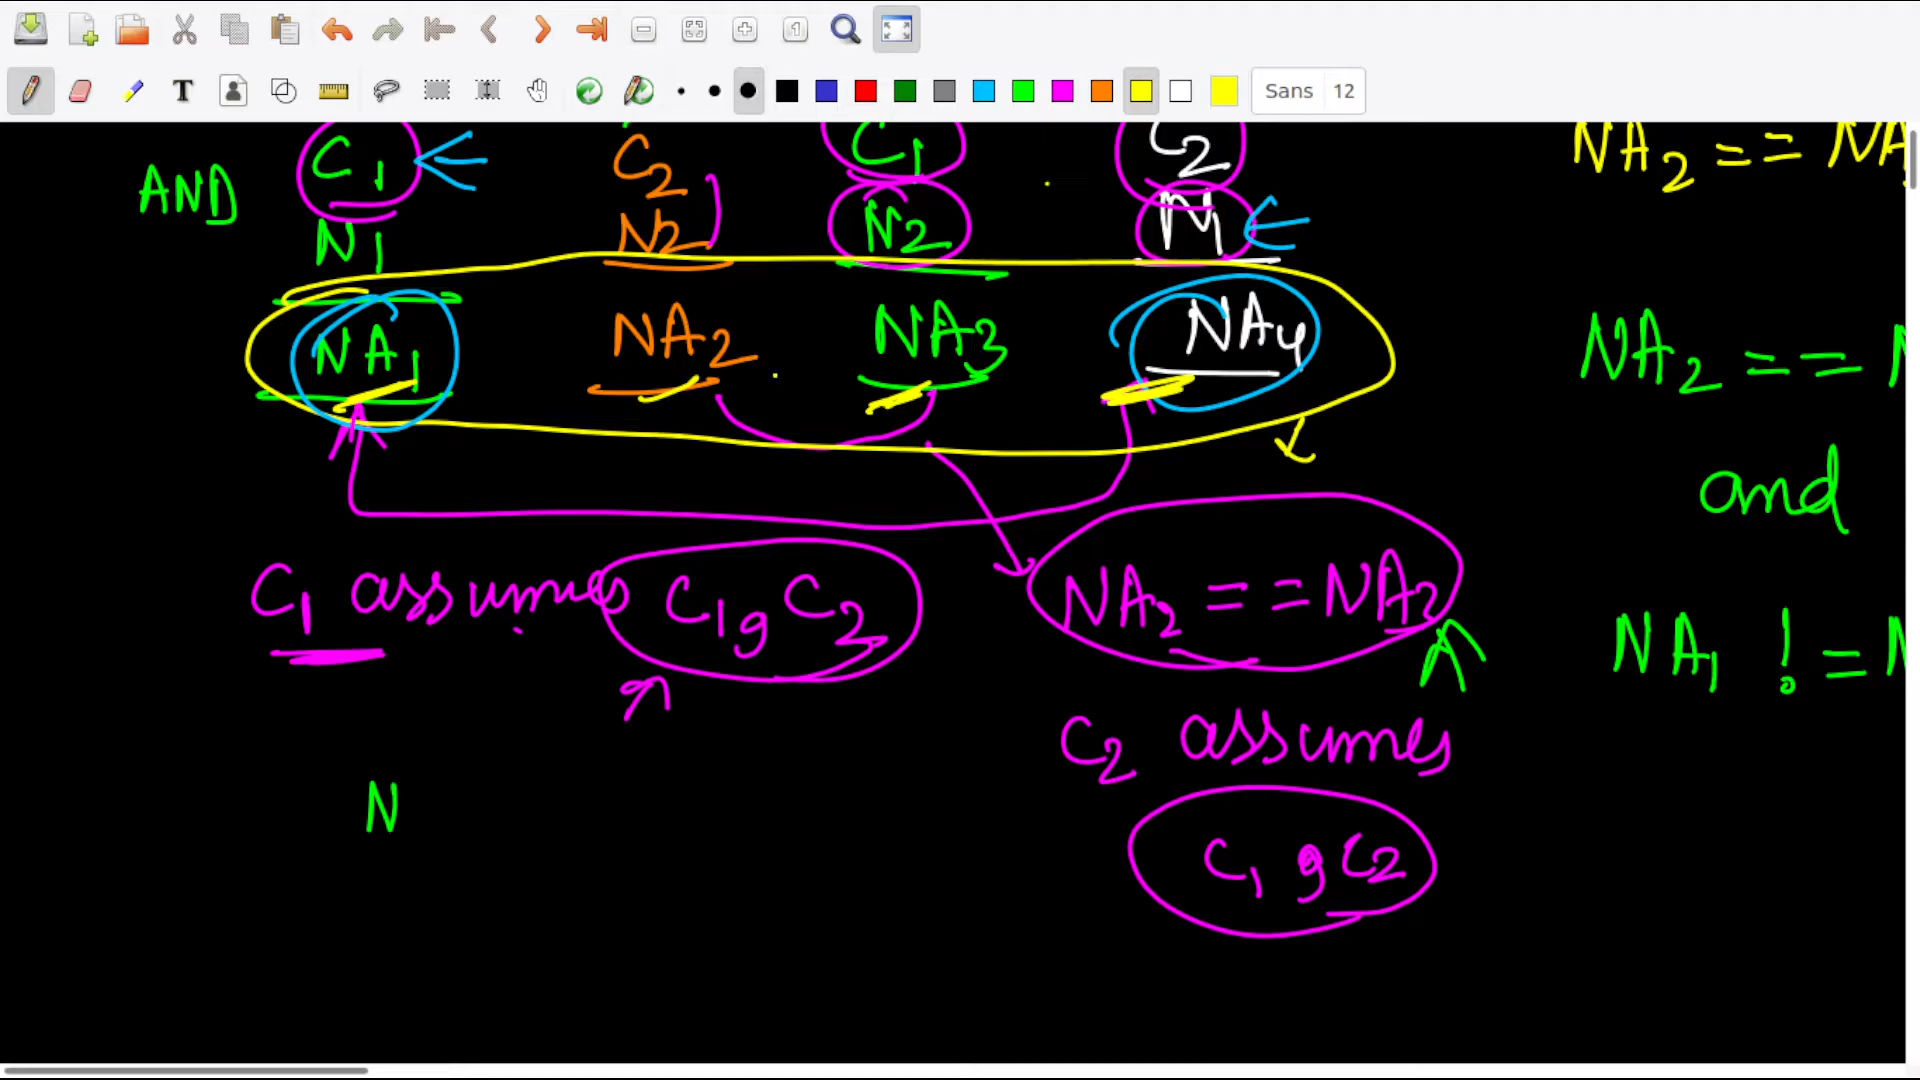 Sans 12
C1 C2 C1 C2 NA2 == NA
AND N1 N2 N2 N1
NA1 NA2 NA3 NA4 NA2 == N
and
C1 assumes C1 g C2 NA2 == NA2
NA1 != N
C2 assumes
N
C1 g C2